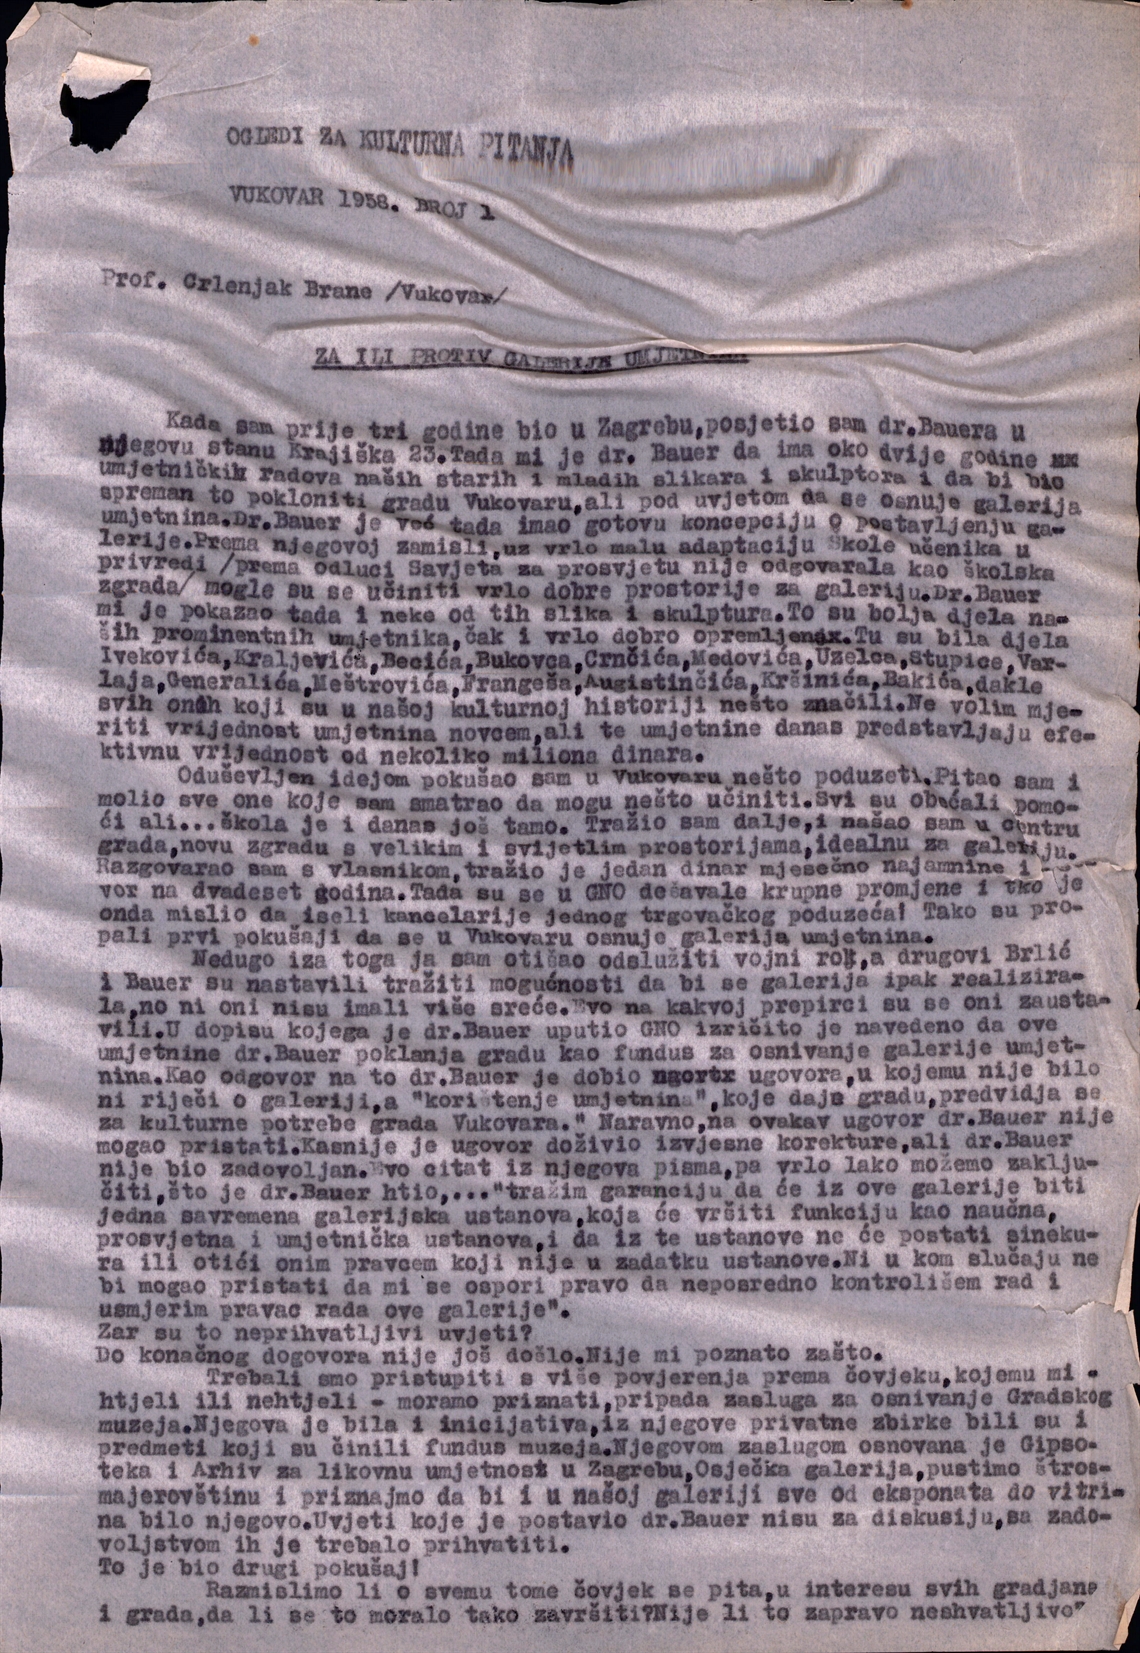 OGLEDI ZA KULTURNA PITANJA
VUKOVAR 1958. BROJ 1
Prof. Crlenjak Brane /Vukovar/
ZA ILI PROTIV GALERIJE UMJETNINA
Kada sam prije tri godine bio u Zagrebu,posjetio sam dr.Bauera u
njegovu stanu Krajiška 23.Tada mi je dr. Bauer da ima oko dvije godine
umjetničkih radova naših starih i mladih slikara i skulptora i da bi bio
spreman to pokloniti gradu Vukovaru,ali pod uvjetom da se osnuje galerija
umjetnina.Dr.Bauer je već tada imao gotovu koncepciju o postavljenju ga-
lerije.Prema njegovoj zamisli,uz vrlo malu adaptaciju Škole učenika u
privredi /prema odluci Savjeta za prosvjetu nije odgovarala kao školska
zgrada/ mogle su se učiniti vrlo dobre prostorije za galeriju.Dr.Bauer
mi je pokazao tada i neke od tih slika i skulptura.To su bolja djela na-
ših prominentnih umjetnika,čak i vrlo dobro opremljena.Tu su bila djela
Ivekovića,Kraljevića,Becića,Bukovca,Crnčića,Medovića,Uzelca,Stupice,Var-
laja,Generalića,Meštrovića,Frangeša,Augistinčića,Kršinića,Bakića,dakle
svih onih koji su u našoj kulturnoj historiji nešto značili.Ne volim mje-
riti vrijednost umjetnina novcem,ali te umjetnine danas predstavljaju efe-
ktivnu vrijednost od nekoliko miliona dinara.
Oduševljen idejom pokušao sam u Vukovaru nešto poduzeti.Pitao sam i
molio sve one koje sam smatrao da mogu nešto učiniti.Svi su obećali pomo-
ći ali...škola je i danas još tamo. Tražio sam dalje,i našao sam u centru
grada,novu zgradu s velikim i svijetlim prostorijama,idealnu za galeriju.
Razgovarao sam s vlasnikom,tražio je jedan dinar mjesečno najamnine i
vor na dvadeset godina.Tada su se u GNO dešavale krupne promjene i tko je
onda mislio da iseli kancelarije jednog trgovačkog poduzeća! Tako su pro-
pali prvi pokušaji da se u Vukovaru osnuje galerija umjetnina.
Nedugo iza toga ja sam otišao odslužiti vojni rok,a drugovi Brlić
i Bauer su nastavili tražiti mogućnosti da bi se galerija ipak realizira-
la,no ni oni nisu imali više sreće.Evo na kakvoj prepirci su se oni zausta-
vili.U dopisu kojega je dr.Bauer uputio GNO izričito je navedeno da ove
umjetnine dr.Bauer poklanja gradu kao fundus za osnivanje galerije umjet-
nina.Kao odgovor na to dr.Bauer je dobio ugovora,u kojemu nije bilo
ni riječi o galeriji,a "korištenje umjetnina",koje daje gradu,predvidja se
za kulturne potrebe grada Vukovara." Naravno,na ovakav ugovor dr.Bauer nije
mogao pristati.Kasnije je ugovor doživio izvjesne korekture,ali dr.Bauer
nije bio zadovoljan.Evo citat iz njegova pisma,pa vrlo lako možemo zaklju-
čiti,što je dr.Bauer htio,..."tražim garanciju da će iz ove galerije biti
jedna savremena galerijska ustanova,koja će vršiti funkciju kao naučna,
prosvjetna i umjetnička ustanova,i da iz te ustanove ne će postati sineku-
ra ili otići onim pravcem koji nije u zadatku ustanove.Ni u kom slučaju ne
bi mogao pristati da mi se ospori pravo da neposredno kontrolišem rad i
usmjerim pravac rada ove galerije".
Zar su to neprihvatljivi uvjeti?
Do konačnog dogovora nije još došlo.Nije mi poznato zašto.
Trebali smo pristupiti s više povjerenja prema čovjeku,kojemu mi -
htjeli ili nehtjeli - moramo priznati,pripada zasluga za osnivanje Gradskog
muzeja.Njegova je bila i inicijativa,iz njegove privatne zbirke bili su i
predmeti koji su činili fundus muzeja.Njegovom zaslugom osnovana je Gipso-
teka i Arhiv za likovnu umjetnost u Zagrebu,Osječka galerija,pustimo štros-
majerovštinu i priznajmo da bi i u našoj galeriji sve od eksponata do vitri-
na bilo njegovo.Uvjeti koje je postavio dr.Bauer nisu za diskusiju,sa zado-
voljstvom ih je trebalo prihvatiti.
To je bio drugi pokušaj!
Razmislimo li o svemu tome čovjek se pita,u interesu svih gradjana
i grada,da li se to moralo tako završiti?Nije li to zapravo neshvatljivo"